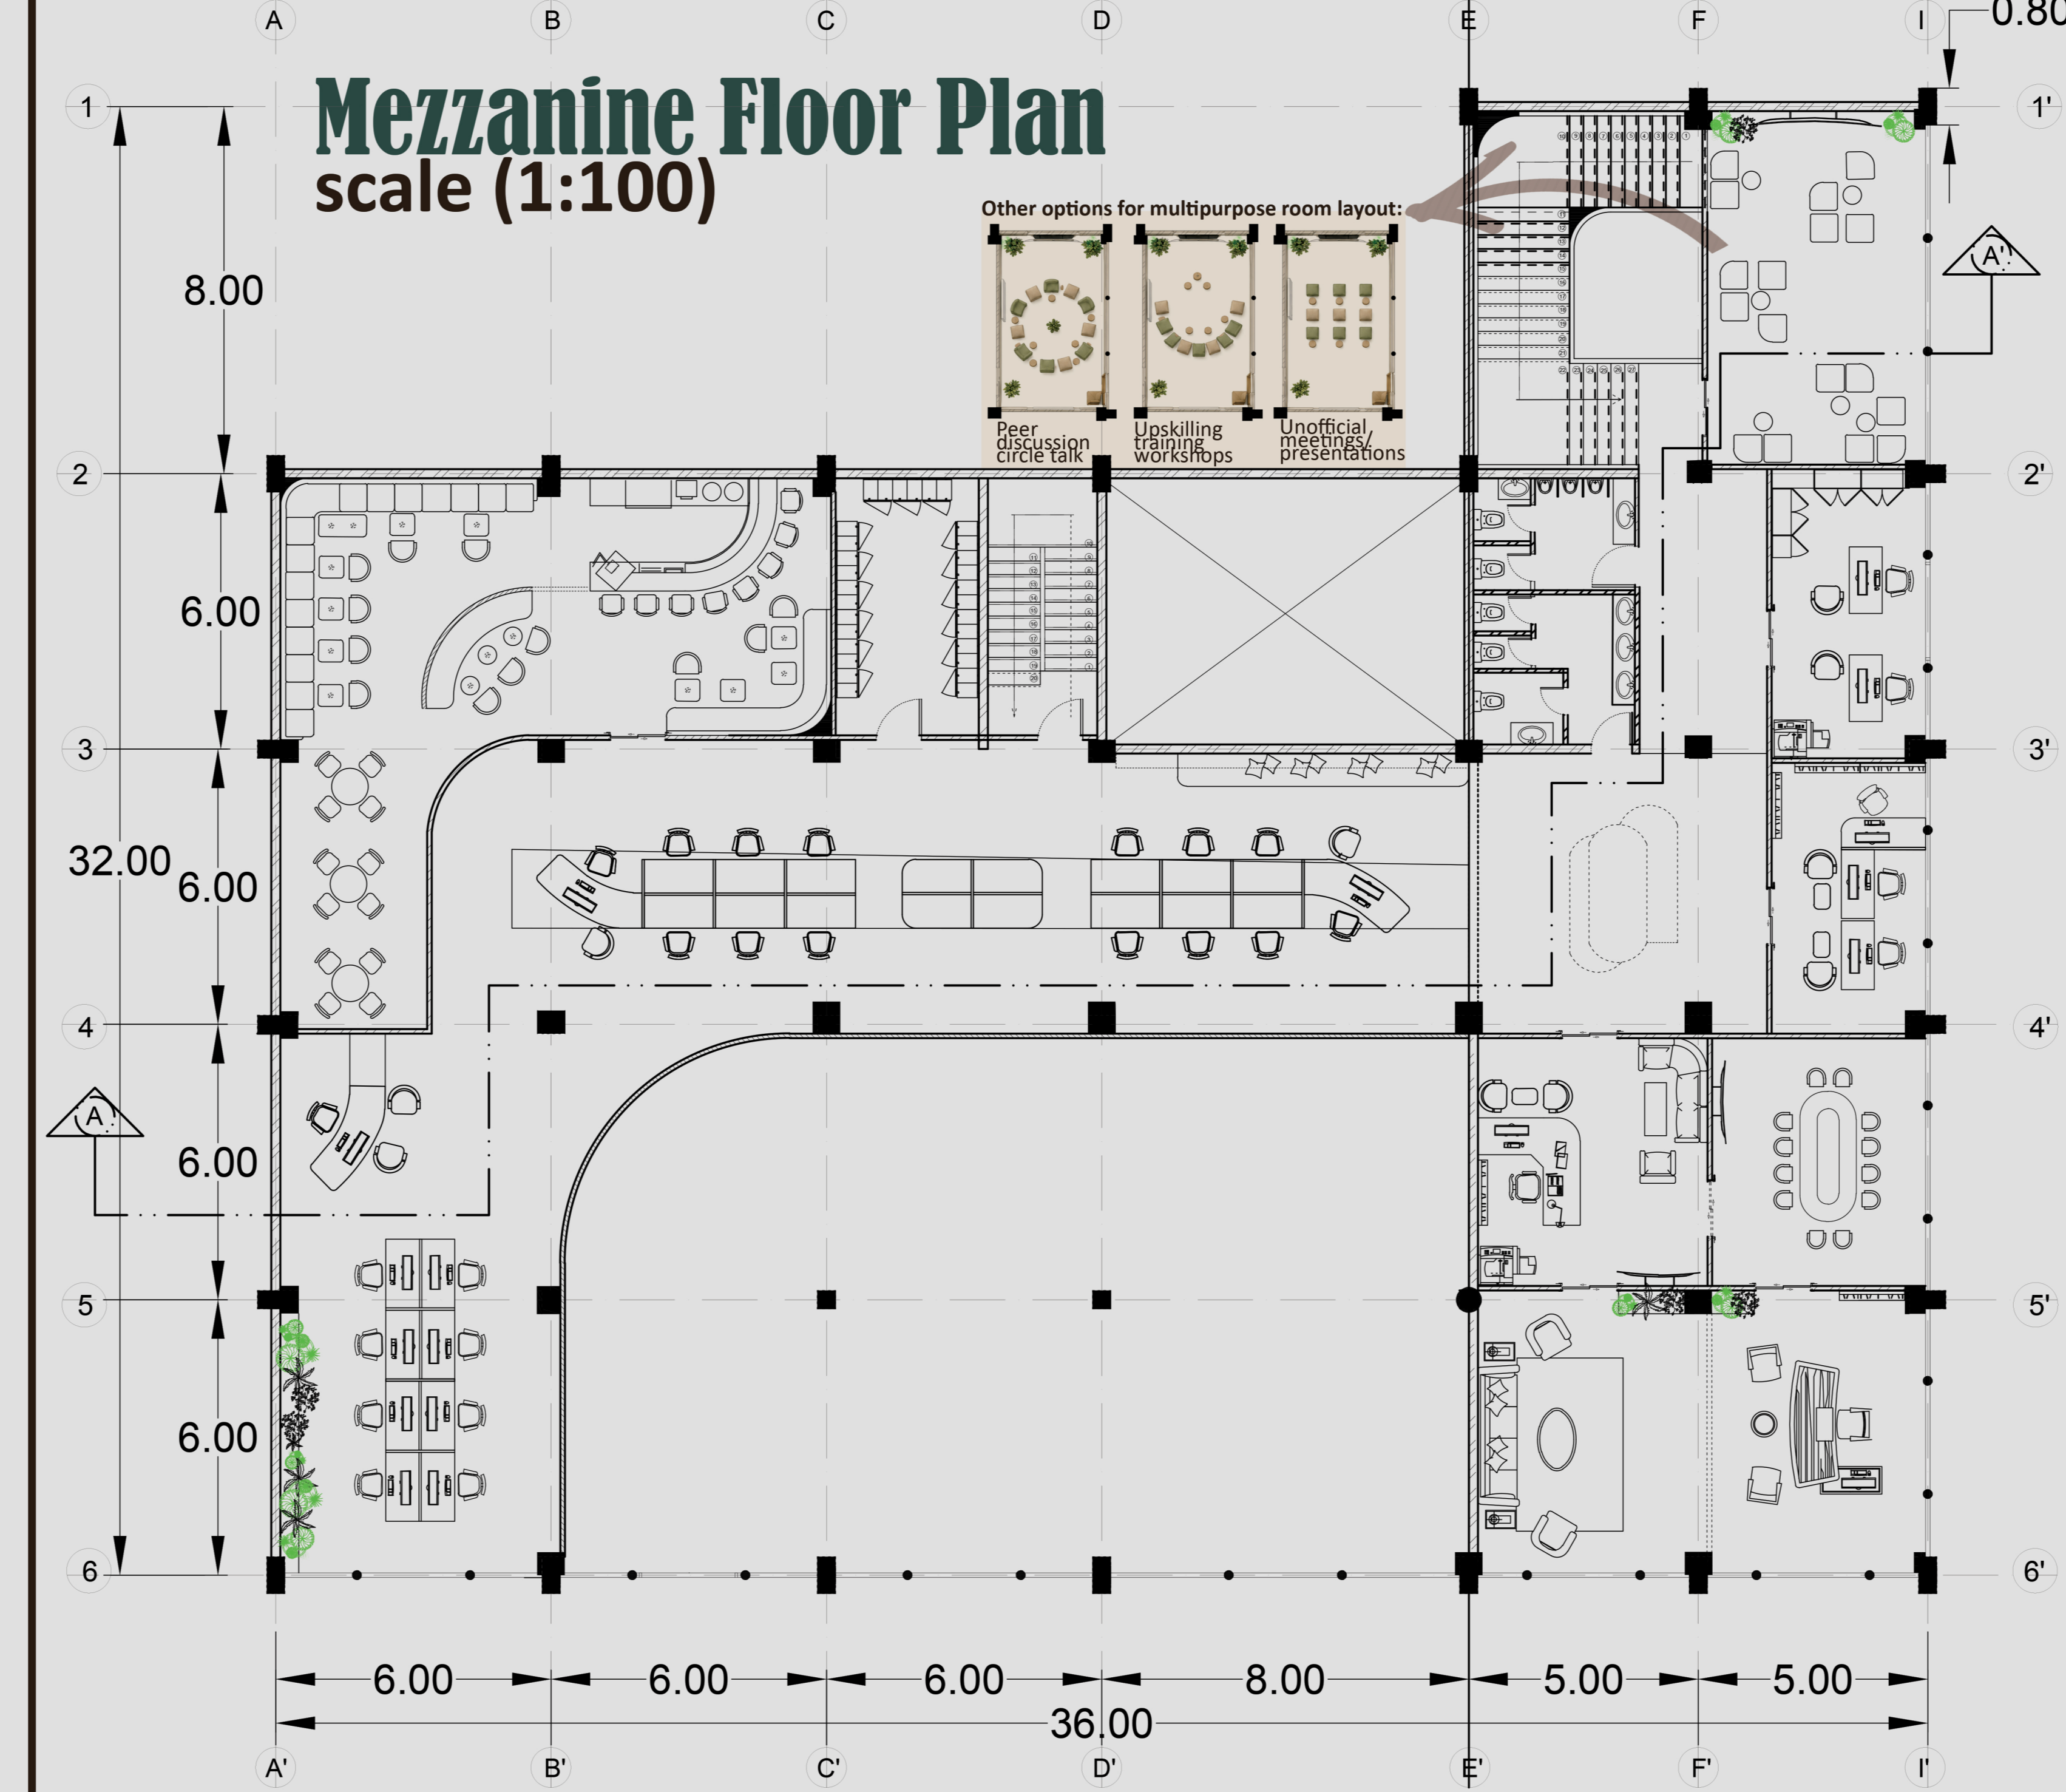 A B C D E F I
0.80
1 1'
Mezzanine Floor Plan
scale (1:100)
Other options for multipurpose room layout:
8.00
A'
Peer
discussion
circle talk
Upskilling
training
workshops
Unofficial
meetings/
presentations
2 2'
6.00
3 3'
32.00
6.00
4 4'
A
6.00
5 5'
6.00
6 6'
6.00 6.00 6.00 8.00 5.00 5.00
36.00
A' B' C' D' E' F' I'